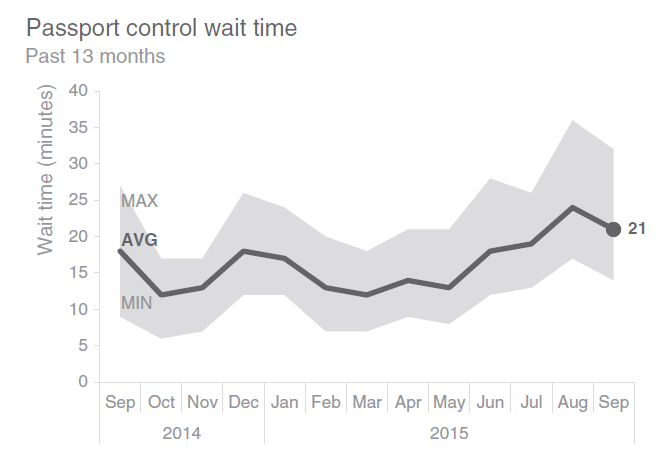 Passport control wait time
Past 13 months
Wait time (minutes)
40
35
30
25
20
15
10
5
0
MAX
AVG
MIN
21
Sep Oct Nov Dec Jan Feb Mar Apr May Jun Jul Aug Sep
2014 2015